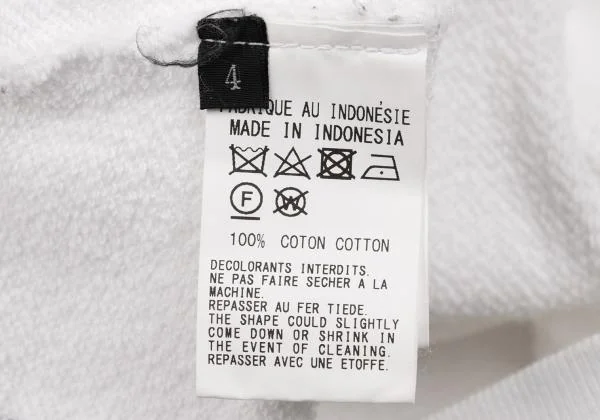 4
FABRIQUE AU INDONÉSIE
MADE IN INDONESIA
F
W
100% COTON COTTON
DECOLORANTS INTERDITS.
NE PAS FAIRE SECHER A LA
MACHINE.
REPASSER AU FER TIEDE.
THE SHAPE COULD SLIGHTLY
COME DOWN OR SHRINK IN
THE EVENT OF CLEANING.
REPASSER AVEC UNE ETOFFE.